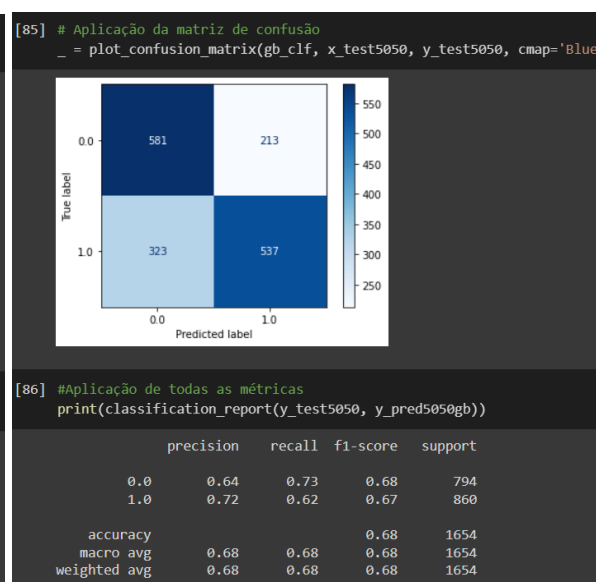 [85] # Aplicação da matriz de confusão
_ = plot_confusion_matrix(gb_clf, x_test5050, y_test5050, cmap='Blue
0.0 581 213
1.0 323 537
True label
0.0 1.0
Predicted label
550
500
450
400
350
300
250
[86] #Aplicação de todas as métricas
print(classification_report(y_test5050, y_pred5050gb))
precision recall f1-score support
0.0 0.64 0.73 0.68 794
1.0 0.72 0.62 0.67 860
accuracy 0.68 1654
macro avg 0.68 0.68 0.68 1654
weighted avg 0.68 0.68 0.68 1654